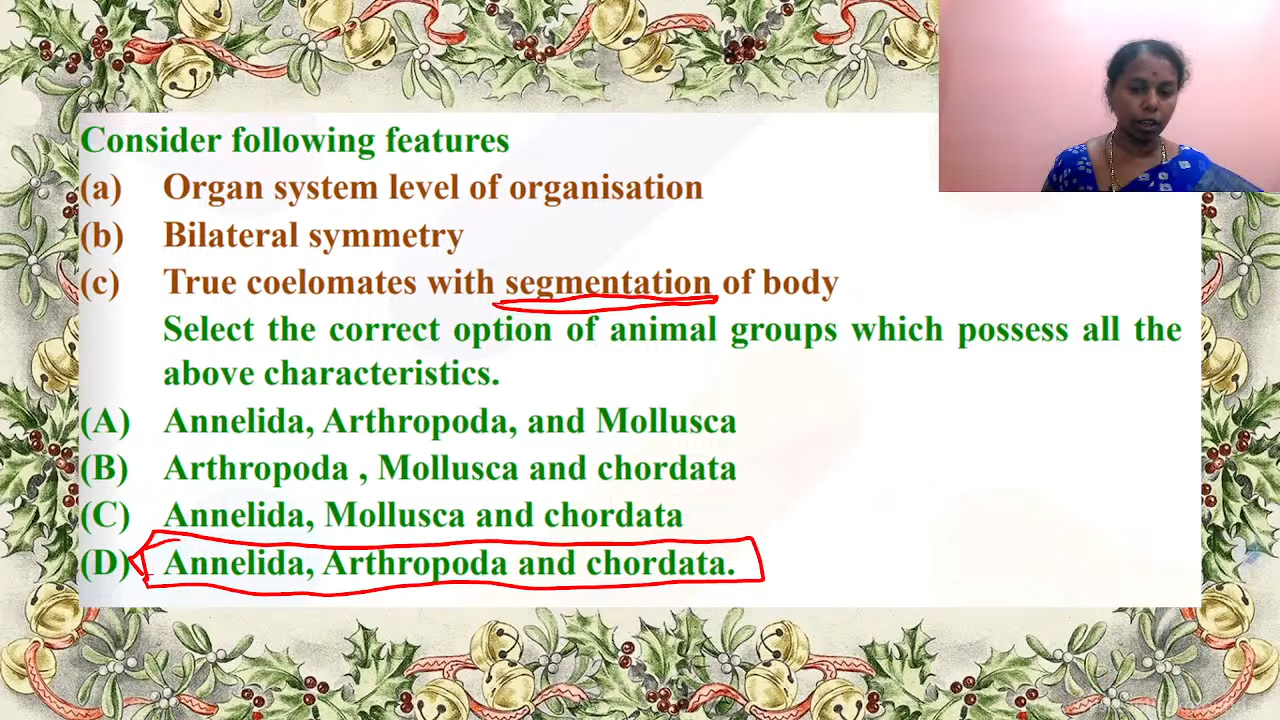 Consider following features
(a) Organ system level of organisation
(b) Bilateral symmetry
(c) True coelomates with segmentation of body
Select the correct option of animal groups which possess all the
above characteristics.
(A) Annelida, Arthropoda, and Mollusca
(B) Arthropoda , Mollusca and chordata
(C) Annelida, Mollusca and chordata
(D) Annelida, Arthropoda and chordata.